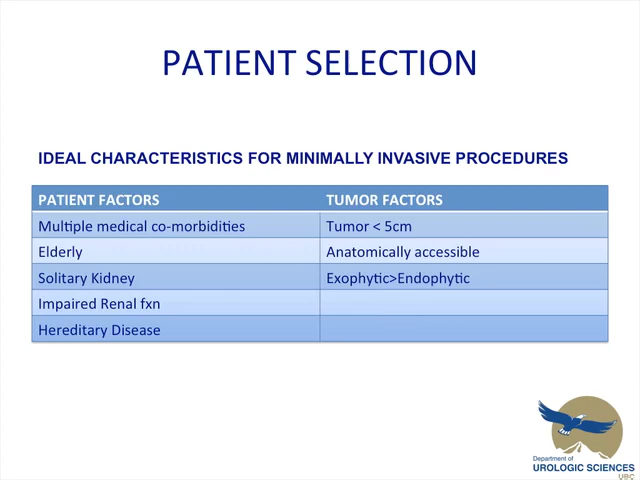 PATIENT SELECTION
IDEAL CHARACTERISTICS FOR MINIMALLY INVASIVE PROCEDURES
PATIENT FACTORS TUMOR FACTORS
Multiple medical co-morbidities Tumor < 5cm
Elderly Anatomically accessible
Solitary Kidney Exophytic>Endophytic
Impaired Renal fxn
Hereditary Disease
Department of
UROLOGIC SCIENCES
UBC